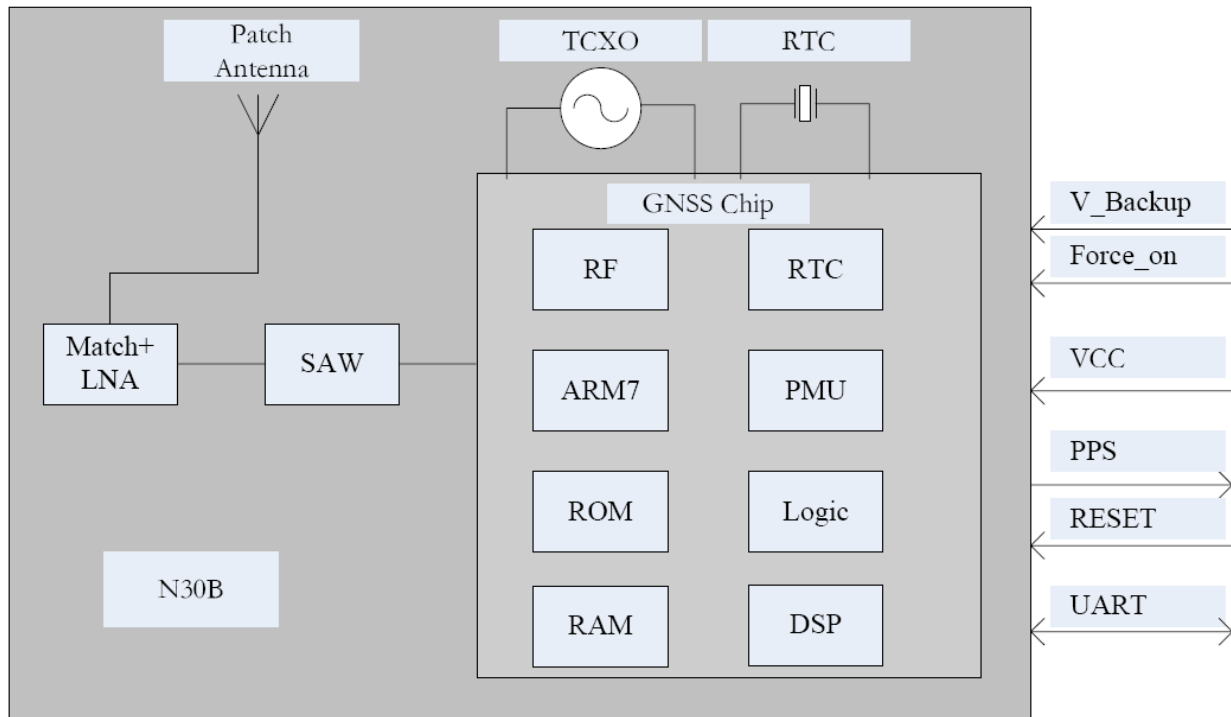 Patch
Antenna
TCXO
RTC
GNSS Chip
RF
RTC
Match+
LNA
SAW
ARM7
PMU
ROM
Logic
N30B
RAM
DSP
V_Backup
Force_on
VCC
PPS
RESET
UART